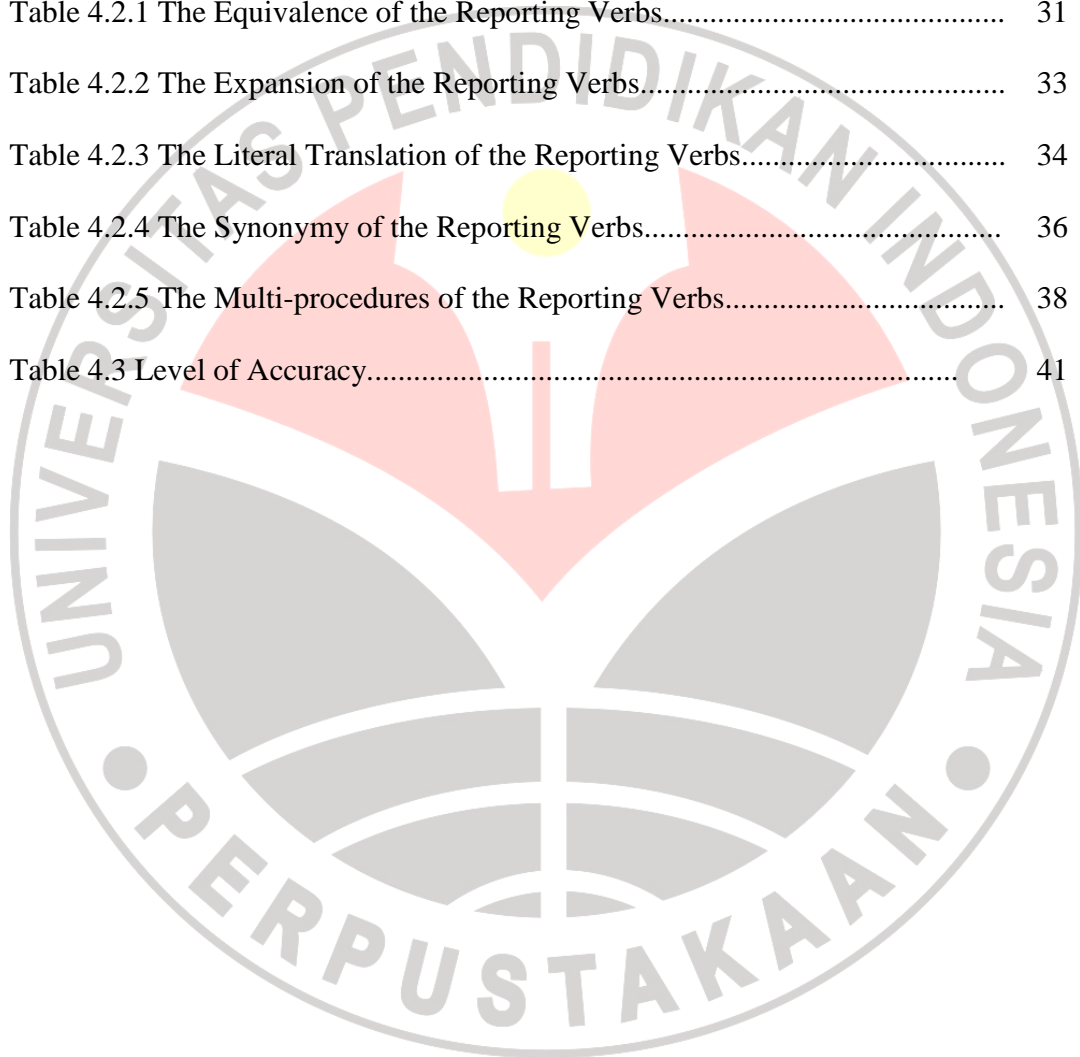 Table 4.2.1 The Equivalence of the Reporting Verbs.................................................. 31
Table 4.2.2 The Expansion of the Reporting Verbs..................................................... 33
Table 4.2.3 The Literal Translation of the Reporting Verbs...................................... 34
Table 4.2.4 The Synonymy of the Reporting Verbs.................................................... 36
Table 4.2.5 The Multi-procedures of the Reporting Verbs........................................ 38
Table 4.3 Level of Accuracy...................................................................................... 41
UNIVERSITAS PENDIDIKAN INDONESIA
PERPUSTAKAAN